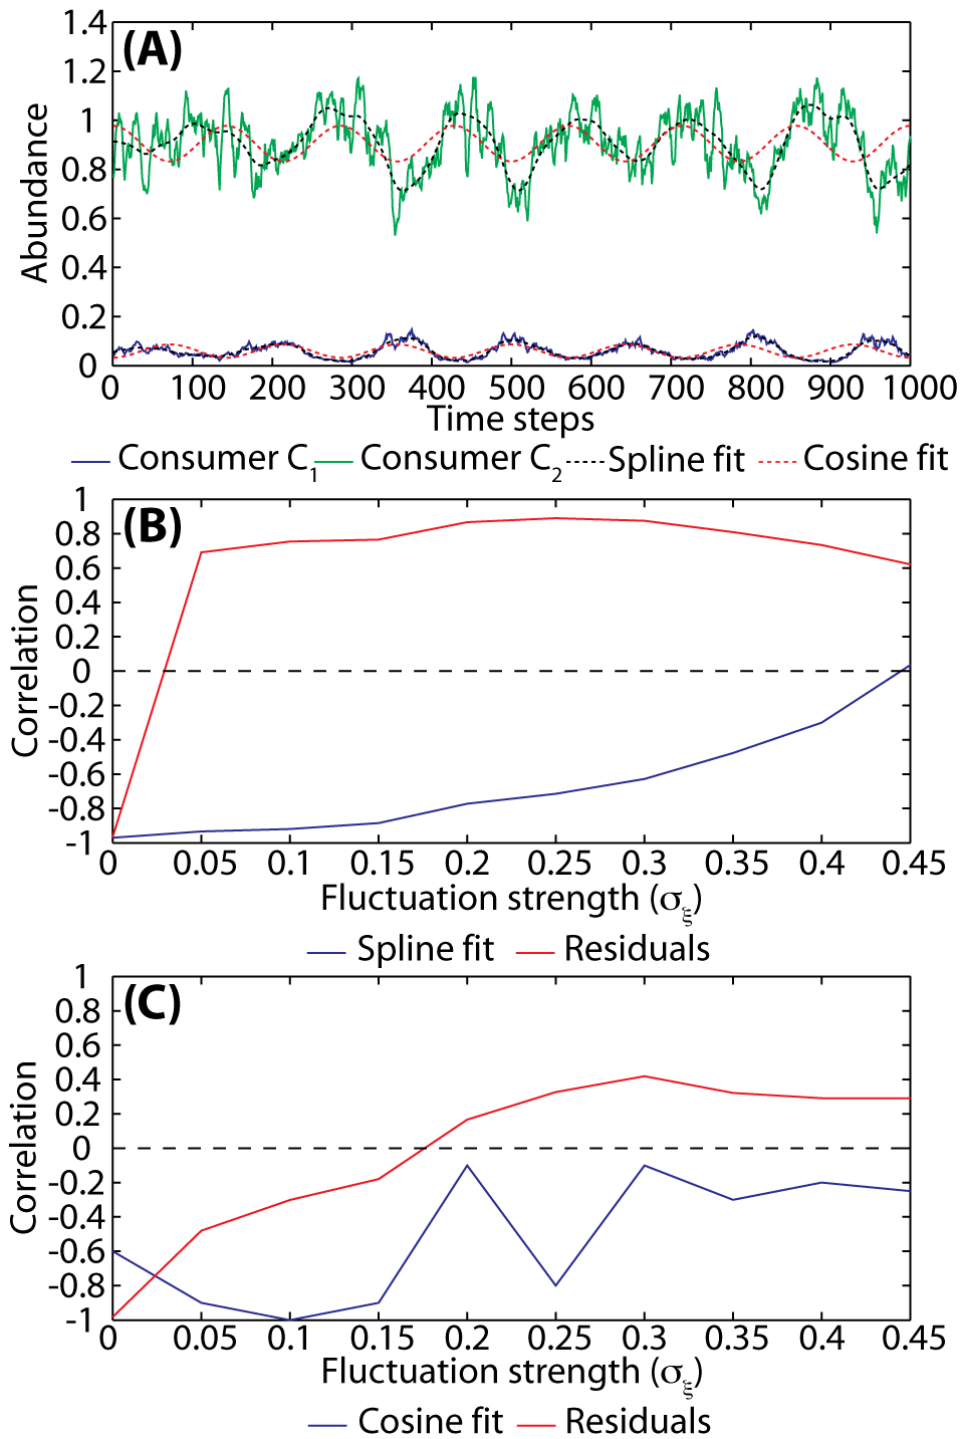 (A)
1.4
1.2
1
0.8
0.6
0.4
0.2
0
Abundance
0 100 200 300 400 500 600 700 800 900 1000
Time steps
Consumer C1 Consumer C2 Spline fit Cosine fit
(B)
1
0.8
0.6
0.4
0.2
0
-0.2
-0.4
-0.6
-0.8
-1
Correlation
0 0.05 0.1 0.15 0.2 0.25 0.3 0.35 0.4 0.45
Fluctuation strength (σξ)
Spline fit Residuals
(C)
1
0.8
0.6
0.4
0.2
0
-0.2
-0.4
-0.6
-0.8
-1
Correlation
0 0.05 0.1 0.15 0.2 0.25 0.3 0.35 0.4 0.45
Fluctuation strength (σξ)
Cosine fit Residuals